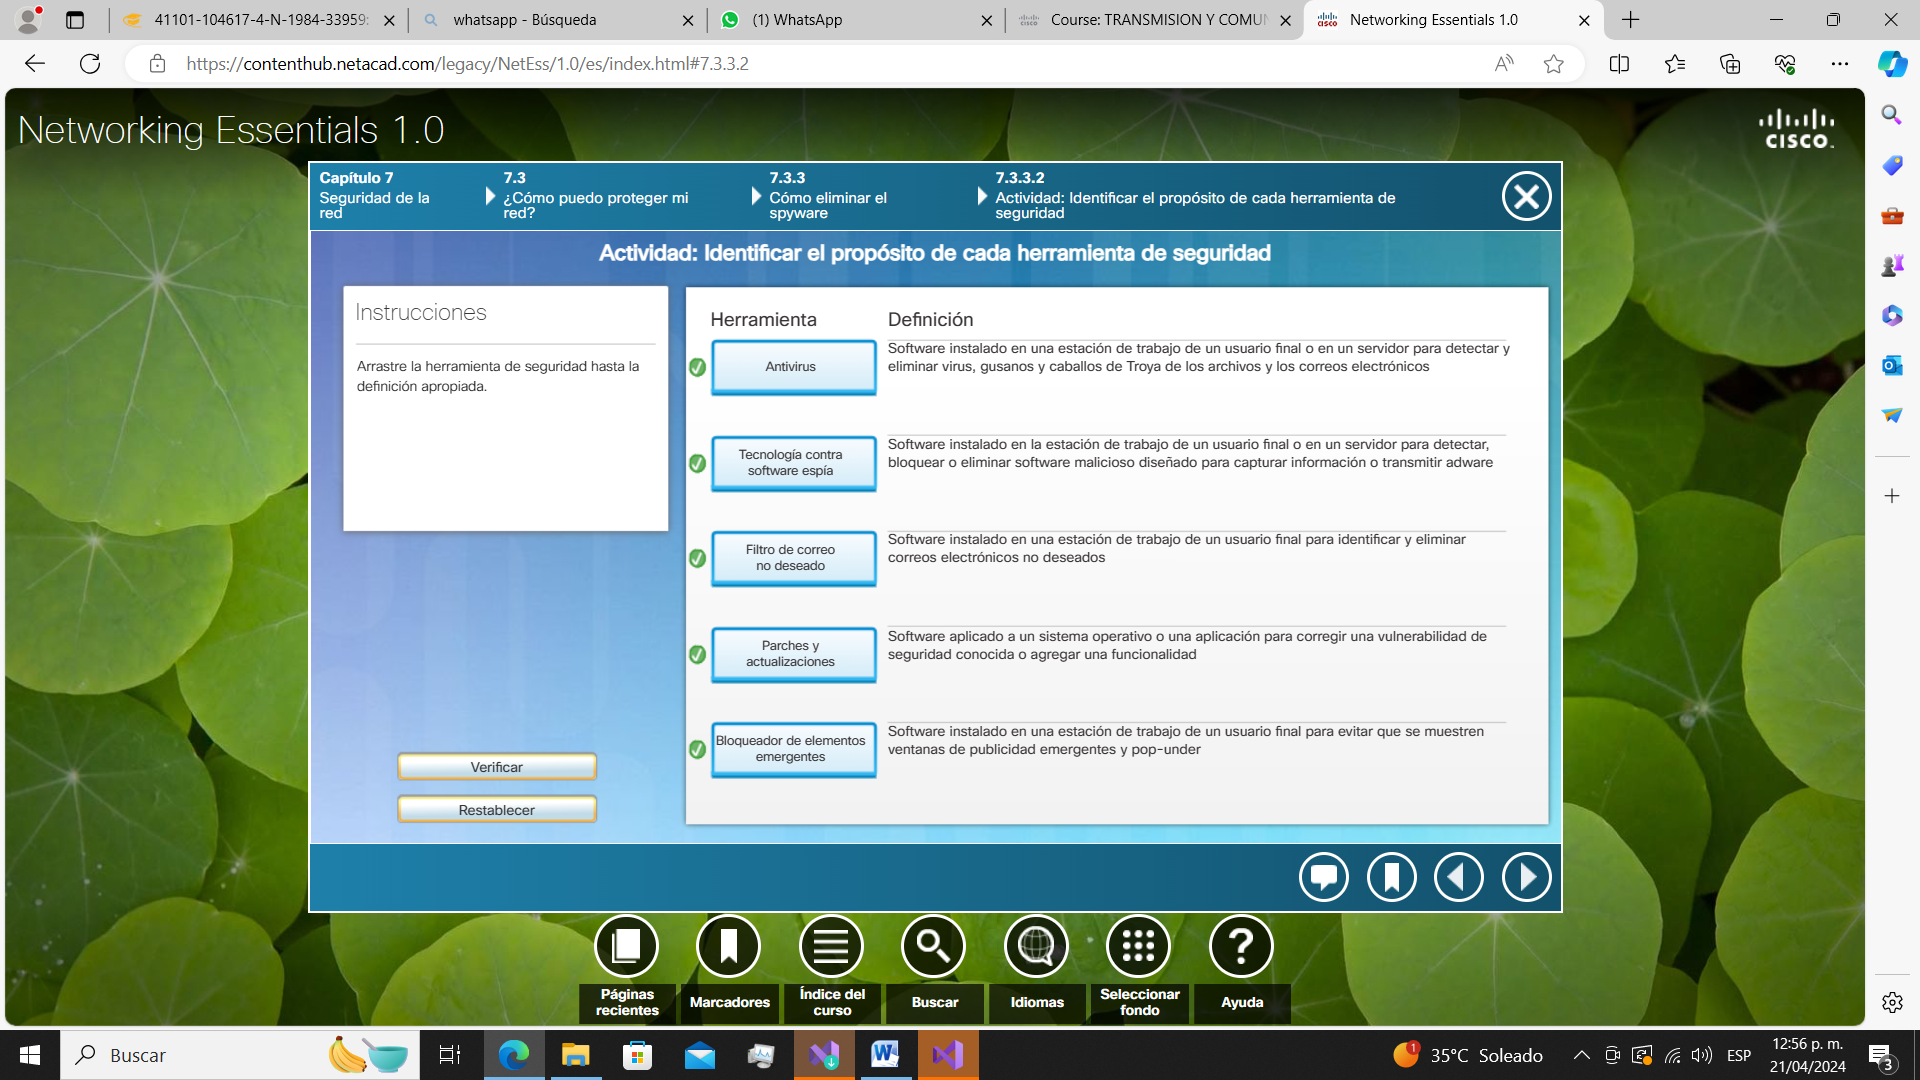 41101-104617-4-N-1984-33959
whatsapp - Búsqueda
(1) WhatsApp
Course: TRANSMISION Y COMU
Networking Essentials 1.0
https://contenthub.netacad.com/legacy/NetEss/1.0/es/index.html#7.3.3.2
Networking Essentials 1.0
CISCO
Capítulo 7
Seguridad de la
red
7.3
¿Cómo puedo proteger mi
red?
7.3.3
Cómo eliminar el
spyware
7.3.3.2
Actividad: Identificar el propósito de cada herramienta de
seguridad
Actividad: Identificar el propósito de cada herramienta de seguridad
Instrucciones
Arrastre la herramienta de seguridad hasta la
definición apropiada.
Herramienta
Definición
Antivirus
Software instalado en una estación de trabajo de un usuario final o en un servidor para detectar y
eliminar virus, gusanos y caballos de Troya de los archivos y los correos electrónicos
Tecnología contra
software espía
Software instalado en la estación de trabajo de un usuario final o en un servidor para detectar,
bloquear o eliminar software malicioso diseñado para capturar información o transmitir adware
Filtro de correo
no deseado
Software instalado en una estación de trabajo de un usuario final para identificar y eliminar
correos electrónicos no deseados
Parches y
actualizaciones
Software aplicado a un sistema operativo o una aplicación para corregir una vulnerabilidad de
seguridad conocida o agregar una funcionalidad
Bloqueador de elementos
emergentes
Software instalado en una estación de trabajo de un usuario final para evitar que se muestren
ventanas de publicidad emergentes y pop-under
Verificar
Restablecer
Páginas
recientes
Marcadores
Índice del
curso
Buscar
Idiomas
Seleccionar
fondo
Ayuda
Buscar
1
35°C Soleado
ESP
12:56 p. m.
21/04/2024
3